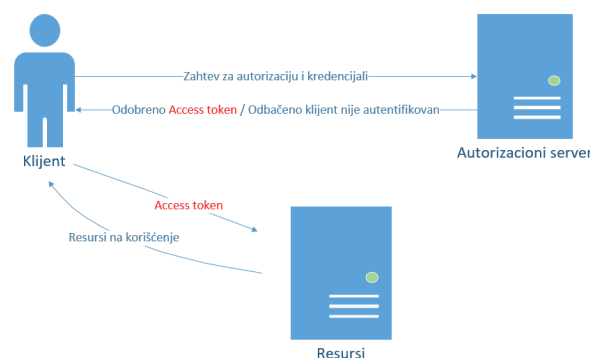 Zahtev za autorizaciju i kredencijali
Odobreno Access token / Odbačeno klijent nije autentifikovan
Klijent
Autorizacioni server
Access token
Resursi na korišćenje
Resursi